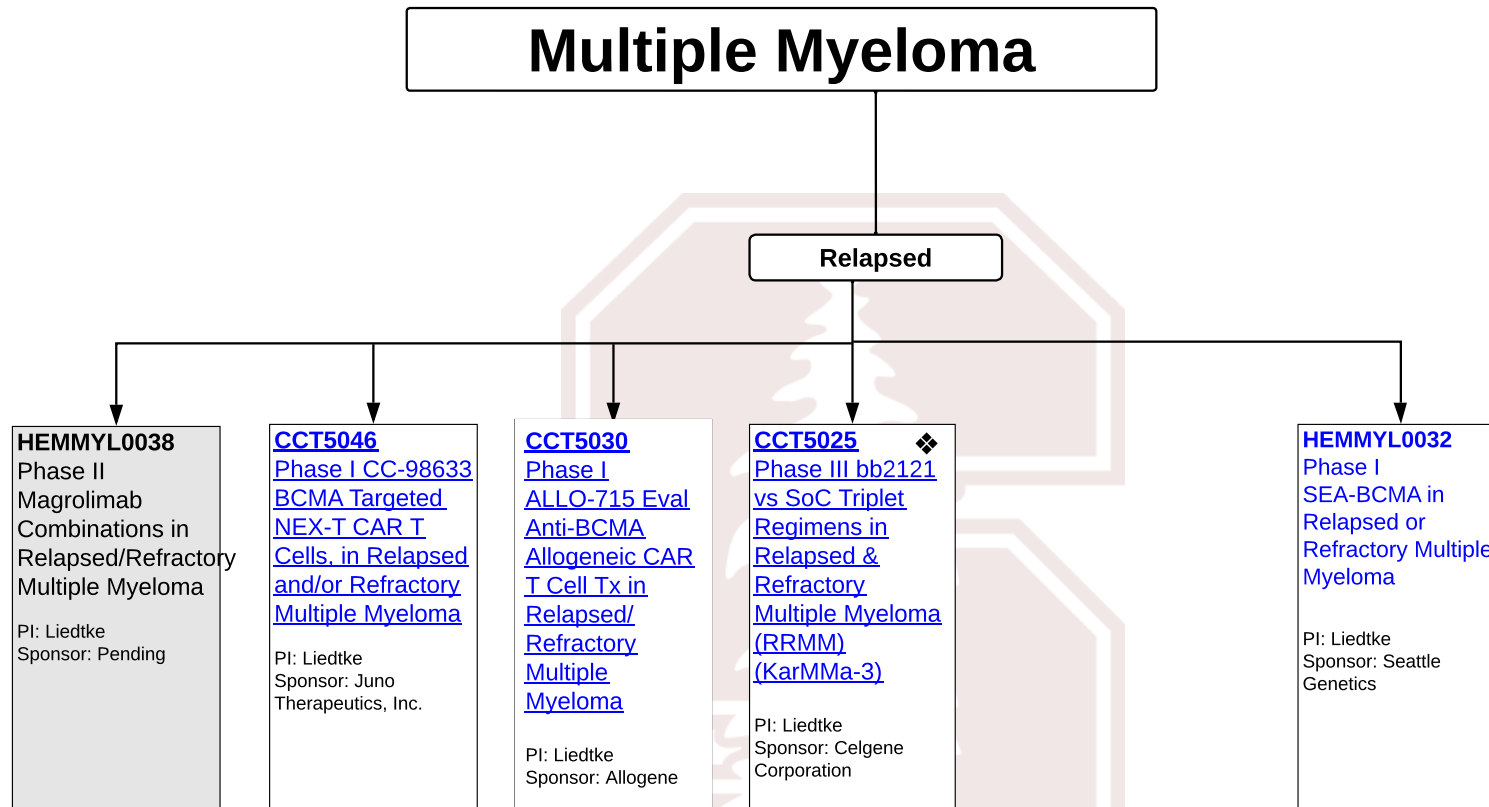 Multiple Myeloma
Relapsed
HEMMYL0038
Phase II
Magrolimab
Combinations in
Relapsed/Refractory
Multiple Myeloma
PI: Liedtke
Sponsor: Pending
CCT5046
Phase I CC-98633
BCMA Targeted
NEX-T CAR T
Cells, in Relapsed
and/or Refractory
Multiple Myeloma
PI: Liedtke
Sponsor: Juno
Therapeutics, Inc.
CCT5030
Phase I
ALLO-715 Eval
Anti-BCMA
Allogeneic CAR
T Cell Tx in
Relapsed/
Refractory
Multiple
Myeloma
PI: Liedtke
Sponsor: Allogene
CCT5025 ❖
Phase III bb2121
vs SoC Triplet
Regimens in
Relapsed &
Refractory
Multiple Myeloma
(RRMM)
(KarMMa-3)
PI: Liedtke
Sponsor: Celgene
Corporation
HEMMYL0032
Phase I
SEA-BCMA in
Relapsed or
Refractory Multiple
Myeloma
PI: Liedtke
Sponsor: Seattle
Genetics